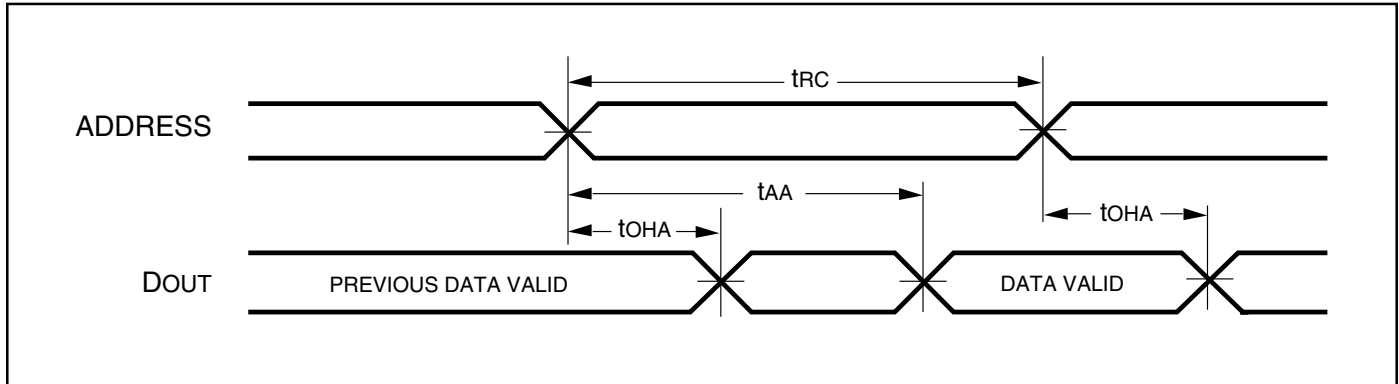 tRC
ADDRESS
tAA
tOHA
tOHA
DOUT
PREVIOUS DATA VALID
DATA VALID